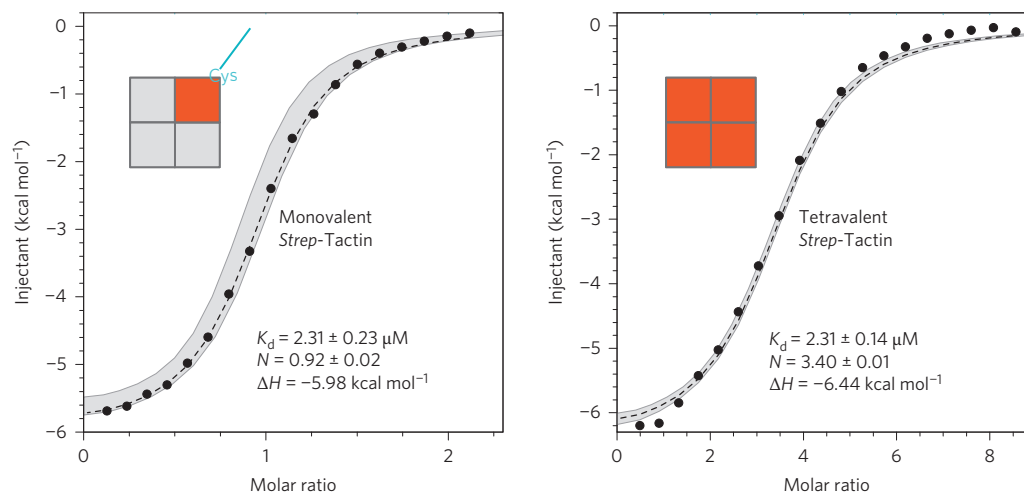 0
−1
−2
−3
−4
−5
−6
Injectant (kcal mol−1)
Cys
Monovalent
Strep-Tactin
Kd = 2.31 ± 0.23 μM
N = 0.92 ± 0.02
ΔH = −5.98 kcal mol−1
0
1
2
Molar ratio
0
−1
−2
−3
−4
−5
−6
Injectant (kcal mol−1)
Tetravalent
Strep-Tactin
Kd = 2.31 ± 0.14 μM
N = 3.40 ± 0.01
ΔH = −6.44 kcal mol−1
0
2
4
6
8
Molar ratio